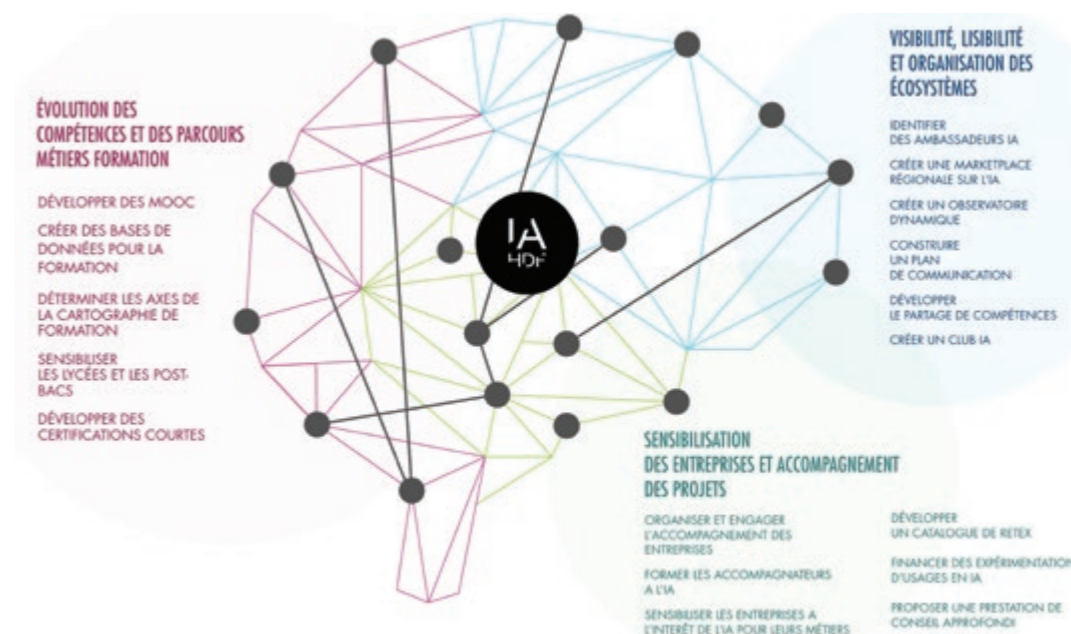 ÉVOLUTION DES
COMPÉTENCES ET DES PARCOURS
MÉTIERS FORMATION
DÉVELOPPER DES MOOC
CRÉER DES BASES DE
DONNÉES POUR LA
FORMATION
DÉTERMINER LES AXES DE
LA CARTOGRAPHIE DE
FORMATION
SENSIBILISER
LES LYCÉES ET LES POST-
BACS
DÉVELOPPER DES
CERTIFICATIONS COURTES
IA
HDF
VISIBILITÉ, LISIBILITÉ
ET ORGANISATION DES
ÉCOSYSTÈMES
IDENTIFIER
DES AMBASSADEURS IA
CRÉER UNE MARKETPLACE
RÉGIONALE SUR L'IA
CRÉER UN OBSERVATOIRE
DYNAMIQUE
CONSTRUIRE
UN PLAN
DE COMMUNICATION
DÉVELOPPER
LE PARTAGE DE COMPÉTENCES
CRÉER UN CLUB IA
SENSIBILISATION
DES ENTREPRISES ET ACCOMPAGNEMENT
DES PROJETS
ORGANISER ET ENGAGER
L'ACCOMPAGNEMENT DES
ENTREPRISES
FORMER LES ACCOMPAGNATEURS
A L'IA
SENSIBILISER LES ENTREPRISES A
L'INTERÊT DE L'IA POUR LEURS MÉTIERS
DÉVELOPPER
UN CATALOGUE DE RETEX
FINANCER DES EXPÉRIMENTATION
D'USAGES EN IA
PROPOSER UNE PRESTATION DE
CONSEIL APPROFONDI